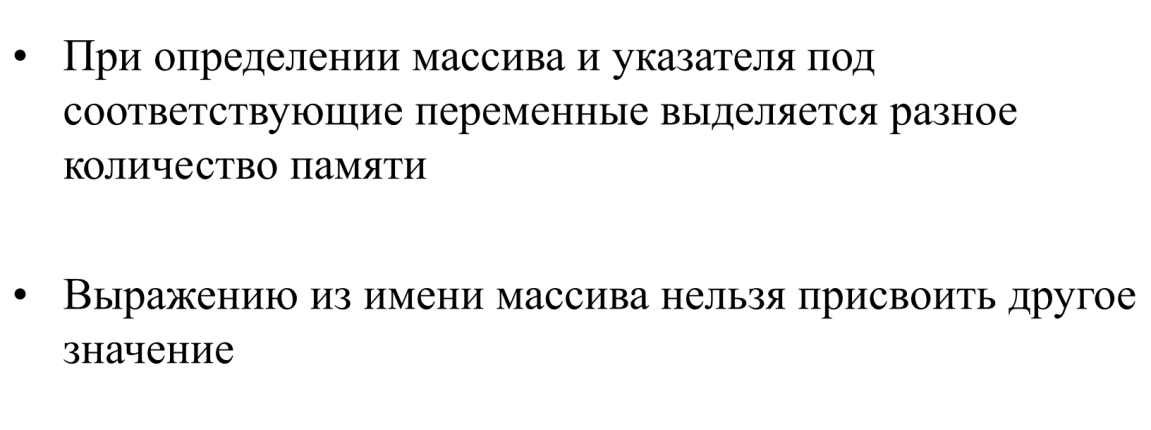 • При определении массива и указателя под
соответствующие переменные выделяется разное
количество памяти
• Выражению из имени массива нельзя присвоить другое
значение